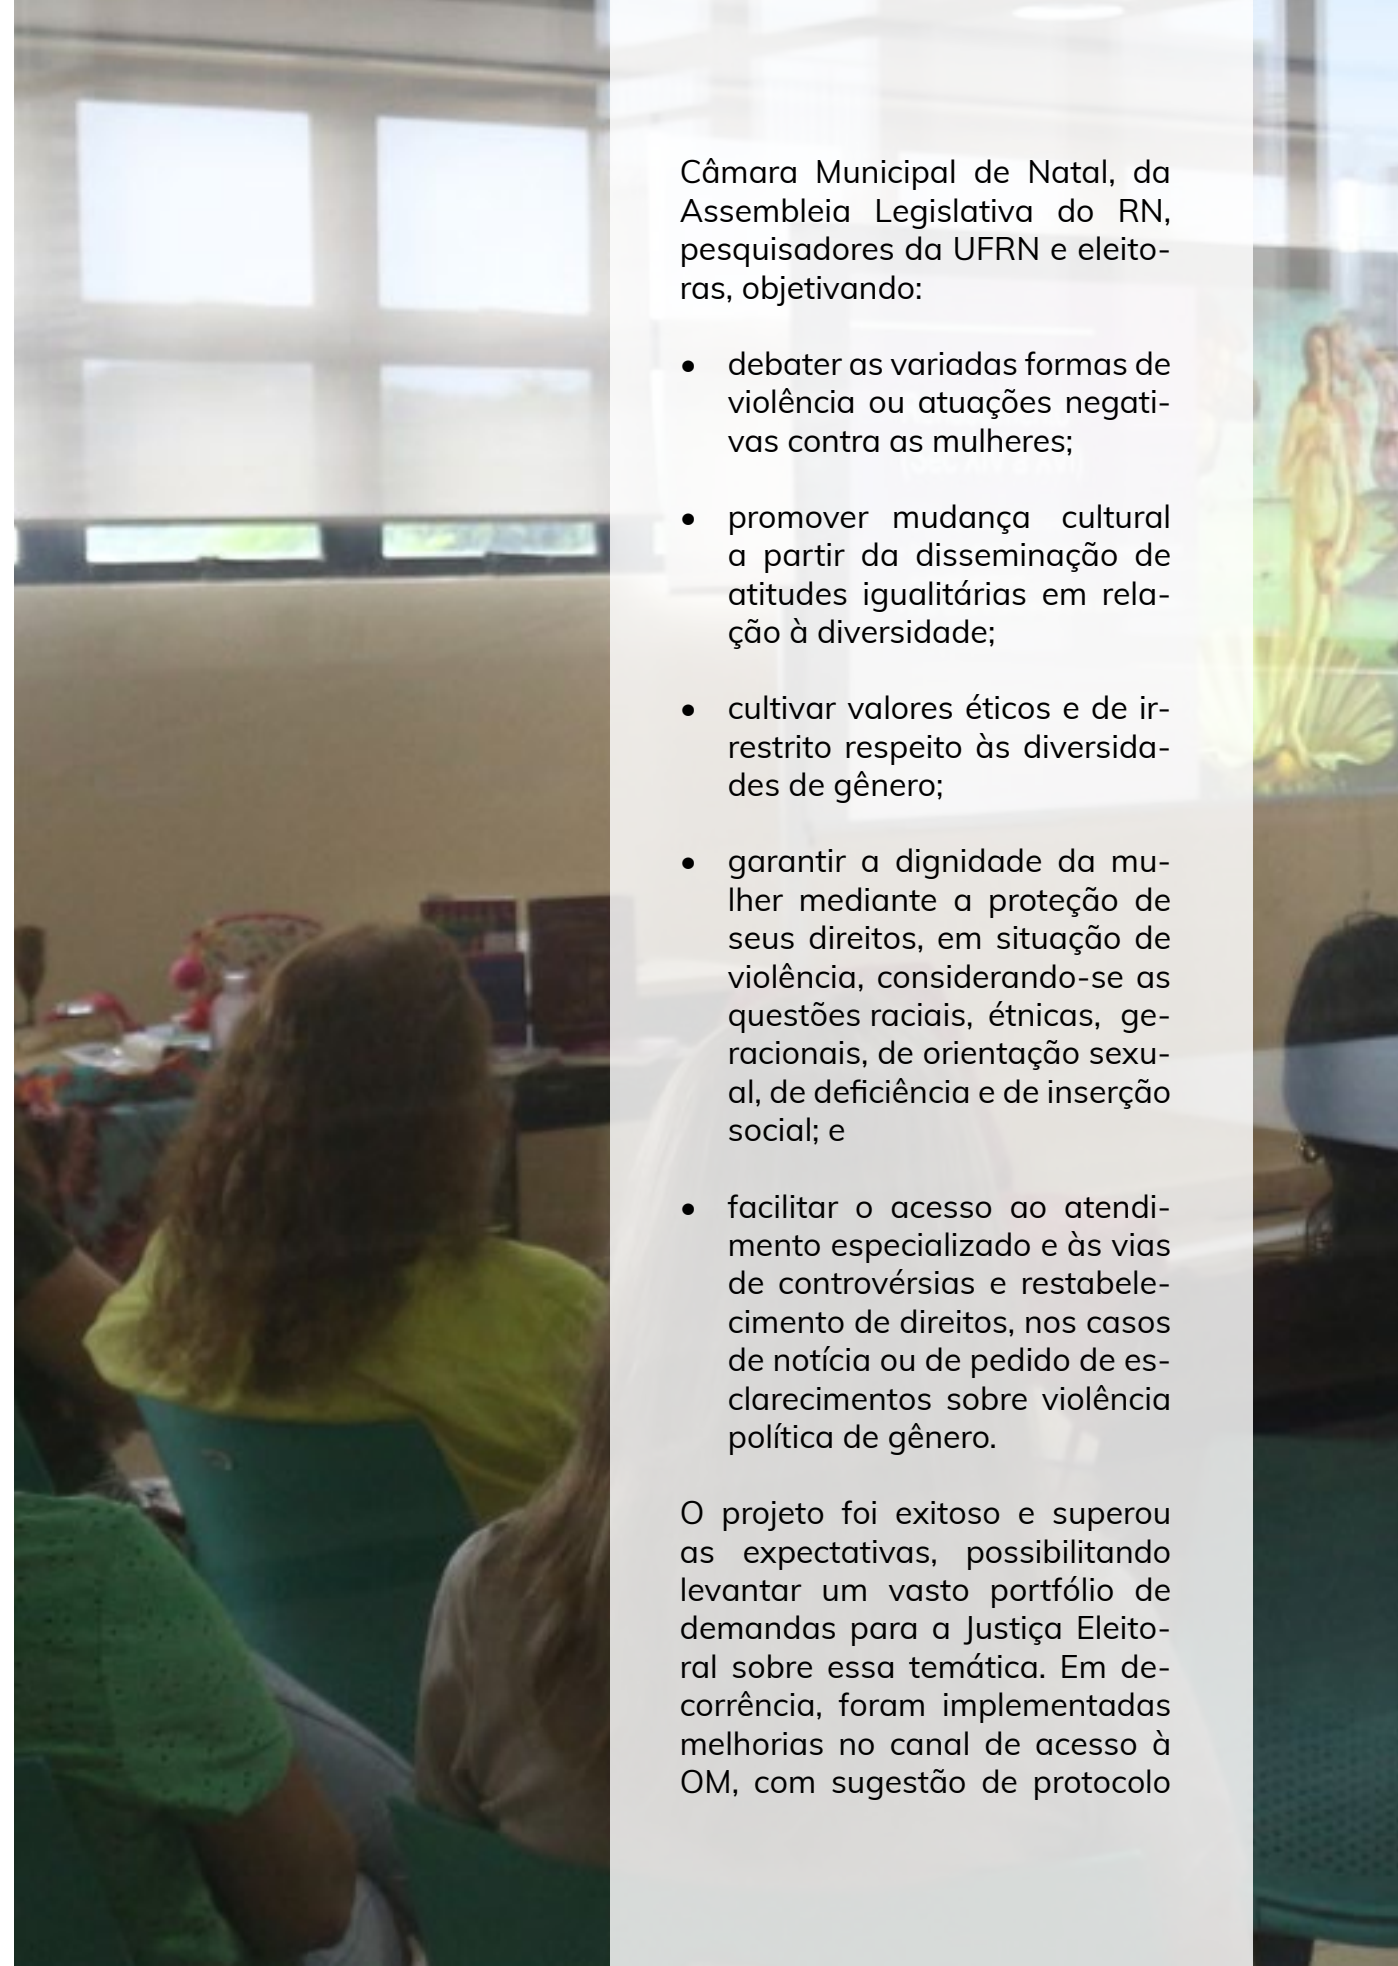 Câmara Municipal de Natal, da
Assembleia Legislativa do RN,
pesquisadores da UFRN e eleito-
ras, objetivando:
• debater as variadas formas de
violência ou atuações negati-
vas contra as mulheres;
• promover mudança cultural
a partir da disseminação de
atitudes igualitárias em rela-
ção à diversidade;
• cultivar valores éticos e de ir-
restrito respeito às diversida-
des de gênero;
• garantir a dignidade da mu-
lher mediante a proteção de
seus direitos, em situação de
violência, considerando-se as
questões raciais, étnicas, ge-
racionais, de orientação sexu-
al, de deficiência e de inserção
social; e
• facilitar o acesso ao atendi-
mento especializado e às vias
de controvérsias e restabele-
cimento de direitos, nos casos
de notícia ou de pedido de es-
clarecimentos sobre violência
política de gênero.
O projeto foi exitoso e superou
as expectativas, possibilitando
levantar um vasto portfólio de
demandas para a Justiça Eleito-
ral sobre essa temática. Em de-
corrência, foram implementadas
melhorias no canal de acesso à
OM, com sugestão de protocolo